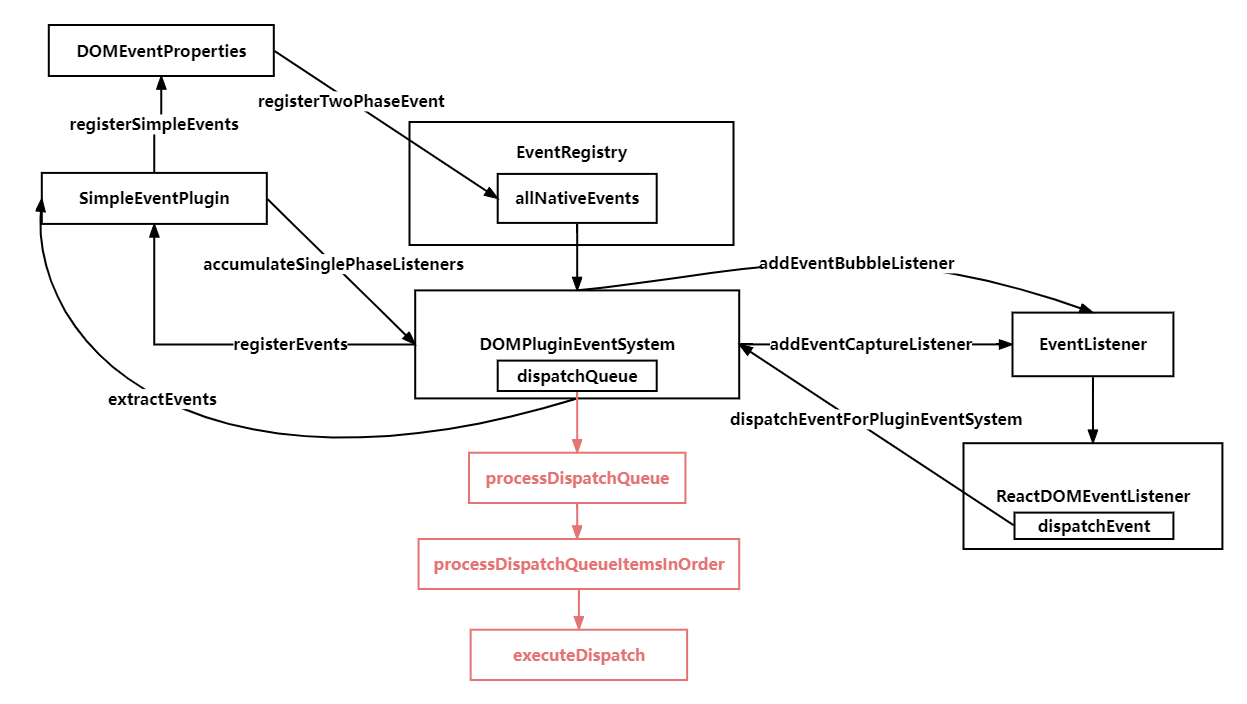 DOMEventProperties
registerTwoPhaseEvent
registerSimpleEvents
EventRegistry
SimpleEventPlugin
allNativeEvents
accumulateSinglePhaseListeners
addEventBubbleListener
registerEvents
DOMPluginEventSystem
addEventCaptureListener
EventListener
dispatchQueue
extractEvents
dispatchEventForPluginEventSystem
processDispatchQueue
ReactDOMEventListener
dispatchEvent
processDispatchQueueItemsInOrder
executeDispatch